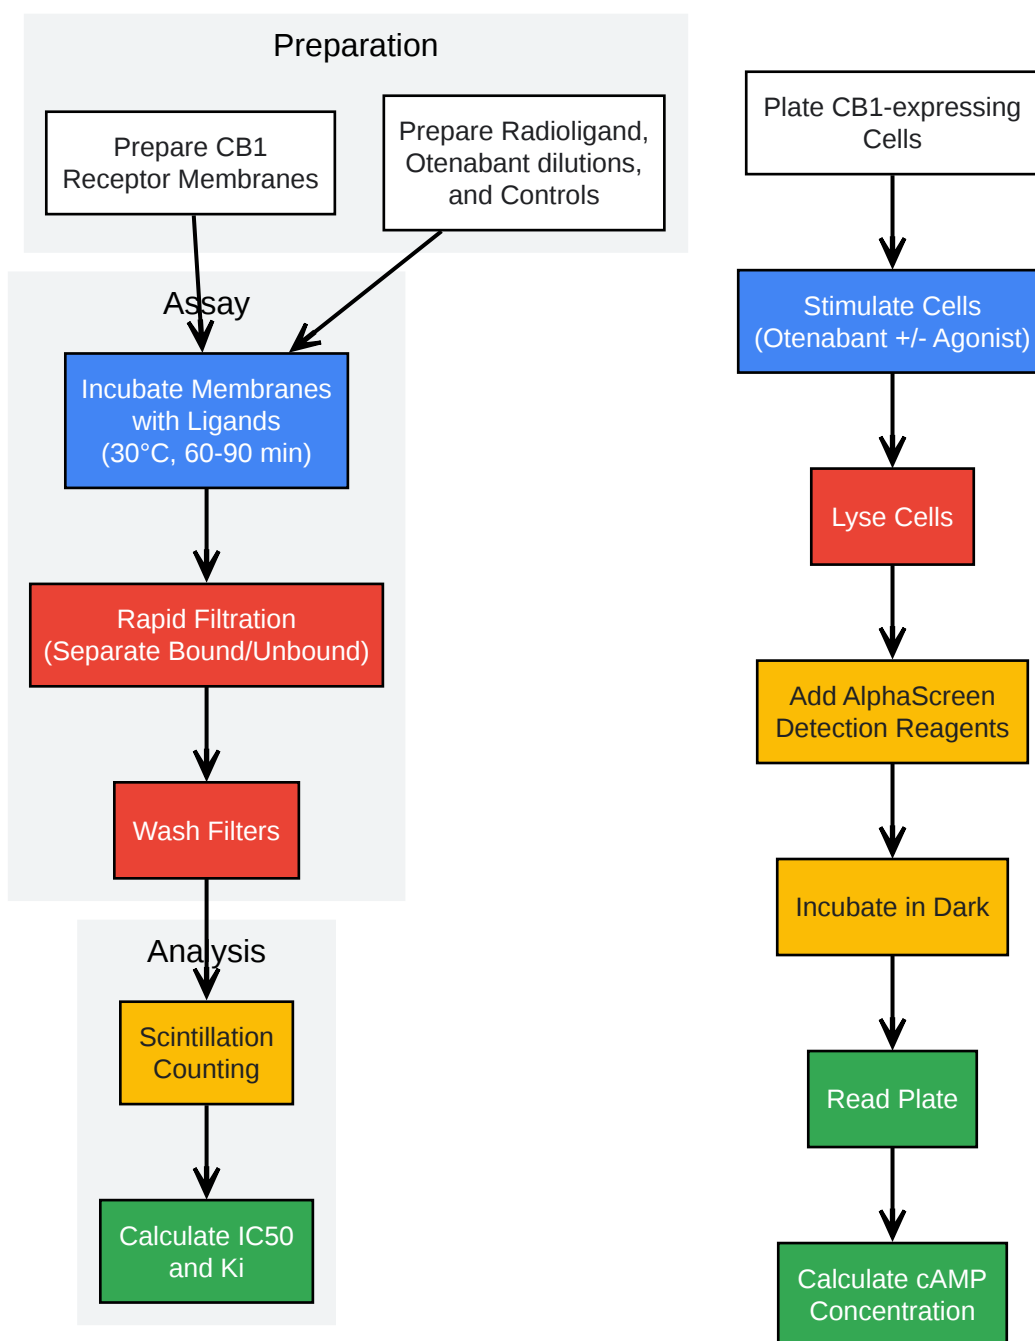 Preparation
Prepare CB1
Receptor Membranes
Prepare Radioligand,
Otenabant dilutions,
and Controls
Assay
Incubate Membranes
with Ligands
(30°C, 60-90 min)
Rapid Filtration
(Separate Bound/Unbound)
Wash Filters
Analysis
Scintillation
Counting
Calculate IC50
and Ki
Plate CB1-expressing
Cells
Stimulate Cells
(Otenabant +/- Agonist)
Lyse Cells
Add AlphaScreen
Detection Reagents
Incubate in Dark
Read Plate
Calculate cAMP
Concentration